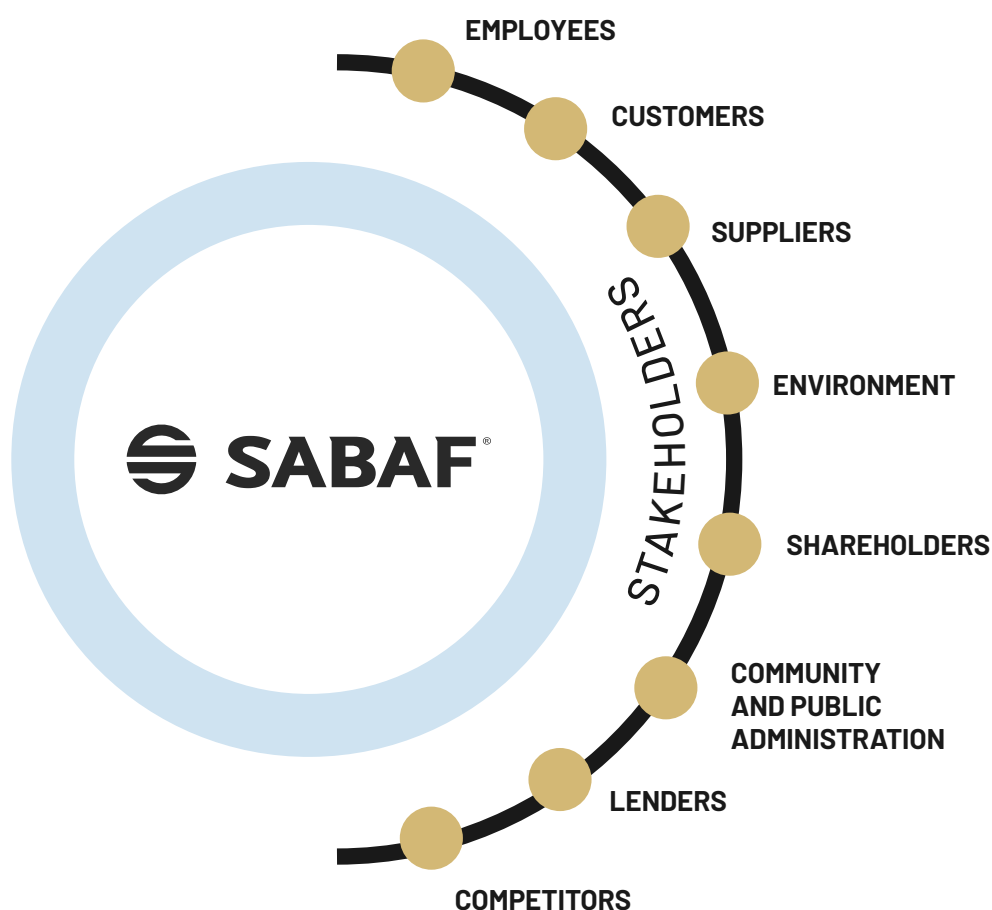 EMPLOYEES
CUSTOMERS
SUPPLIERS
STAKEHOLDERS
ENVIRONMENT
SABAF®
SHAREHOLDERS
COMMUNITY
AND PUBLIC
ADMINISTRATION
LENDERS
COMPETITORS